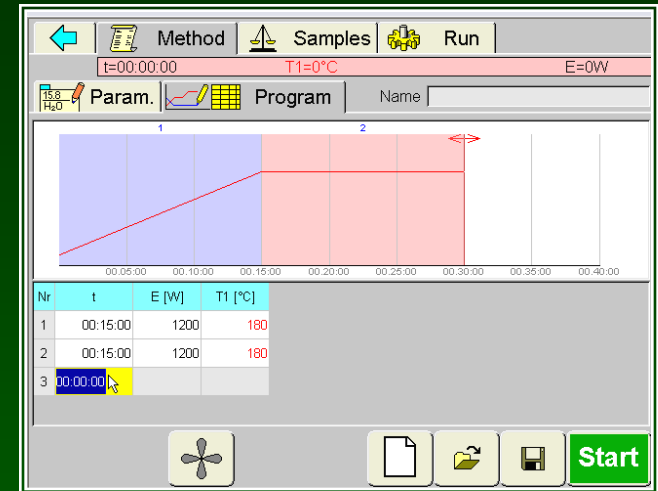 Method Samples Run
t=00:00:00 T1=0°C E=0W
15.8 H₂O Param. Program Name
1 2
00.05:00 00.10:00 00.15:00 00.20:00 00.25:00 00.30:00 00.35:00 00.40:00
Nr t E [W] T1 [°C]
1 00:15:00 1200 180
2 00:15:00 1200 180
3 00:00:00
Start